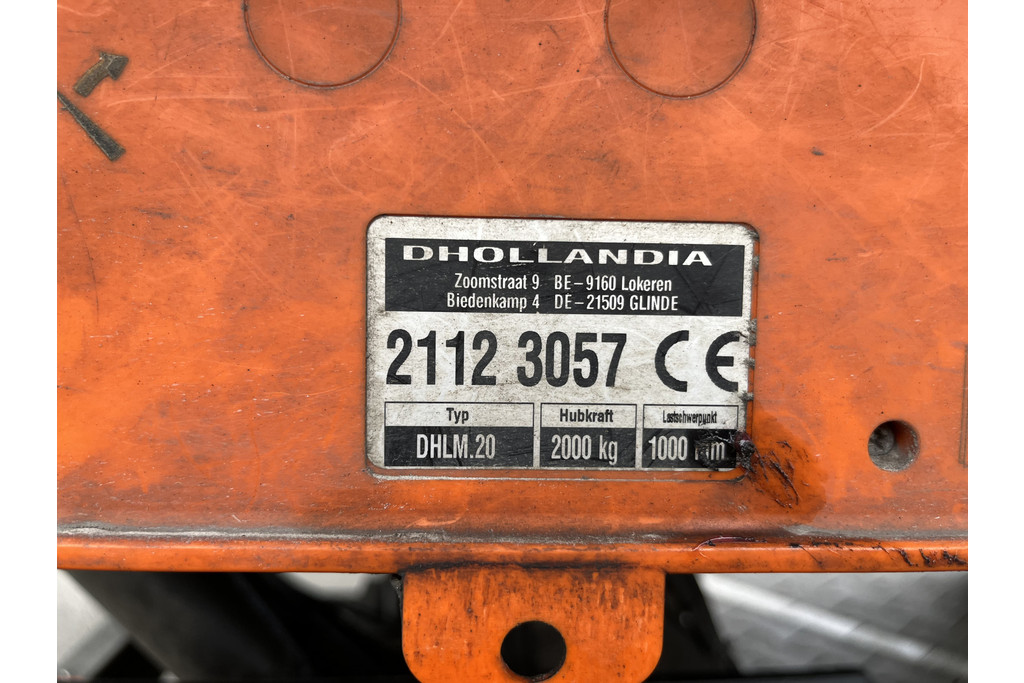 DHOLLANDIA
Zoomstraat 9 BE-9160 Lokeren
Biedenkamp 4 DE-21509 GLINDE
2112 3057 CE
Typ Hubkraft Lastschwerpunkt
DHLM.20 2000 kg 1000 mm